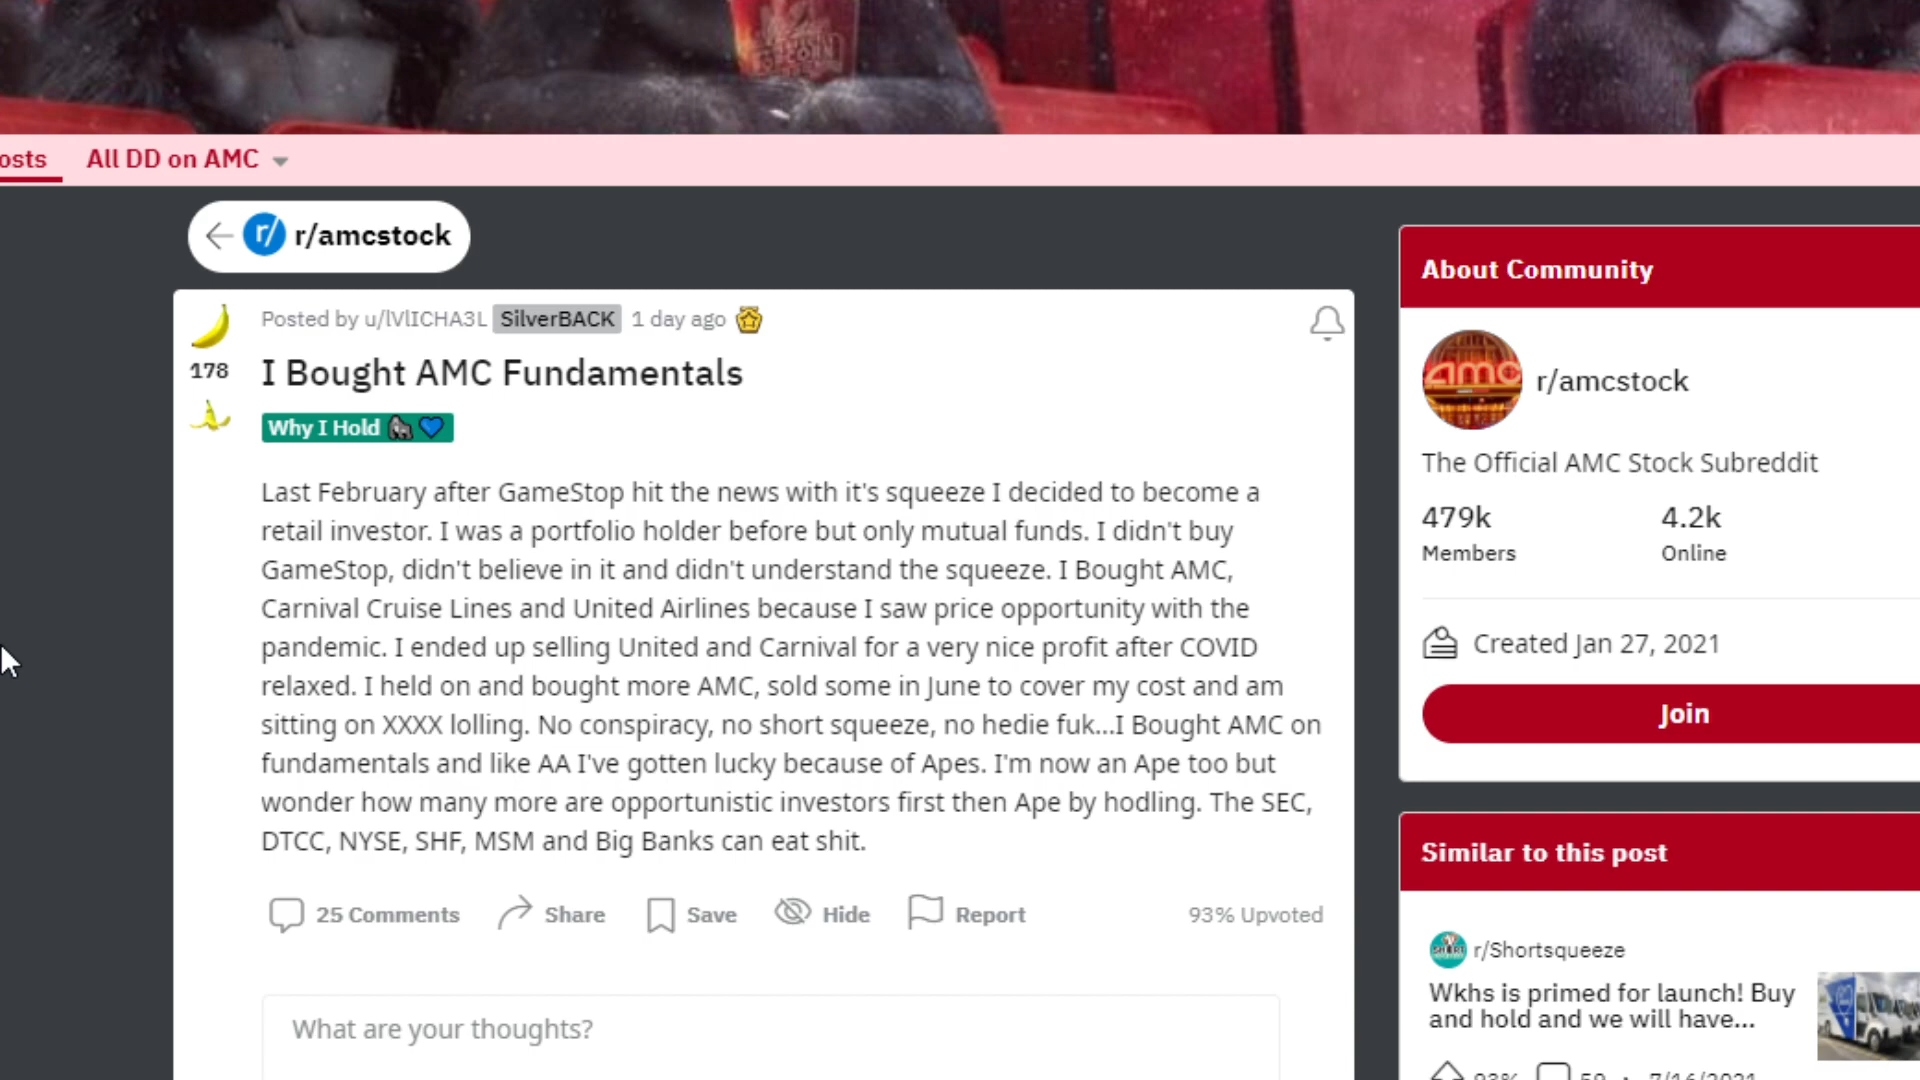 osts
All DD on AMC
r/ r/amcstock
Posted by u/lVlICHA3L SilverBACK 1 day ago
178
I Bought AMC Fundamentals
Why I Hold
Last February after GameStop hit the news with it's squeeze I decided to become a
retail investor. I was a portfolio holder before but only mutual funds. I didn't buy
GameStop, didn't believe in it and didn't understand the squeeze. I Bought AMC,
Carnival Cruise Lines and United Airlines because I saw price opportunity with the
pandemic. I ended up selling United and Carnival for a very nice profit after COVID
relaxed. I held on and bought more AMC, sold some in June to cover my cost and am
sitting on XXXX lolling. No conspiracy, no short squeeze, no hedie fuk...I Bought AMC on
fundamentals and like AA I've gotten lucky because of Apes. I'm now an Ape too but
wonder how many more are opportunistic investors first then Ape by hodling. The SEC,
DTCC, NYSE, SHF, MSM and Big Banks can eat shit.
25 Comments Share Save Hide Report 93% Upvoted
What are your thoughts?
About Community
amc
r/amcstock
The Official AMC Stock Subreddit
479k 4.2k
Members Online
Created Jan 27, 2021
Join
Similar to this post
r/Shortsqueeze
Wkhs is primed for launch! Buy
and hold and we will have...
93% 59 · 7/16/2021